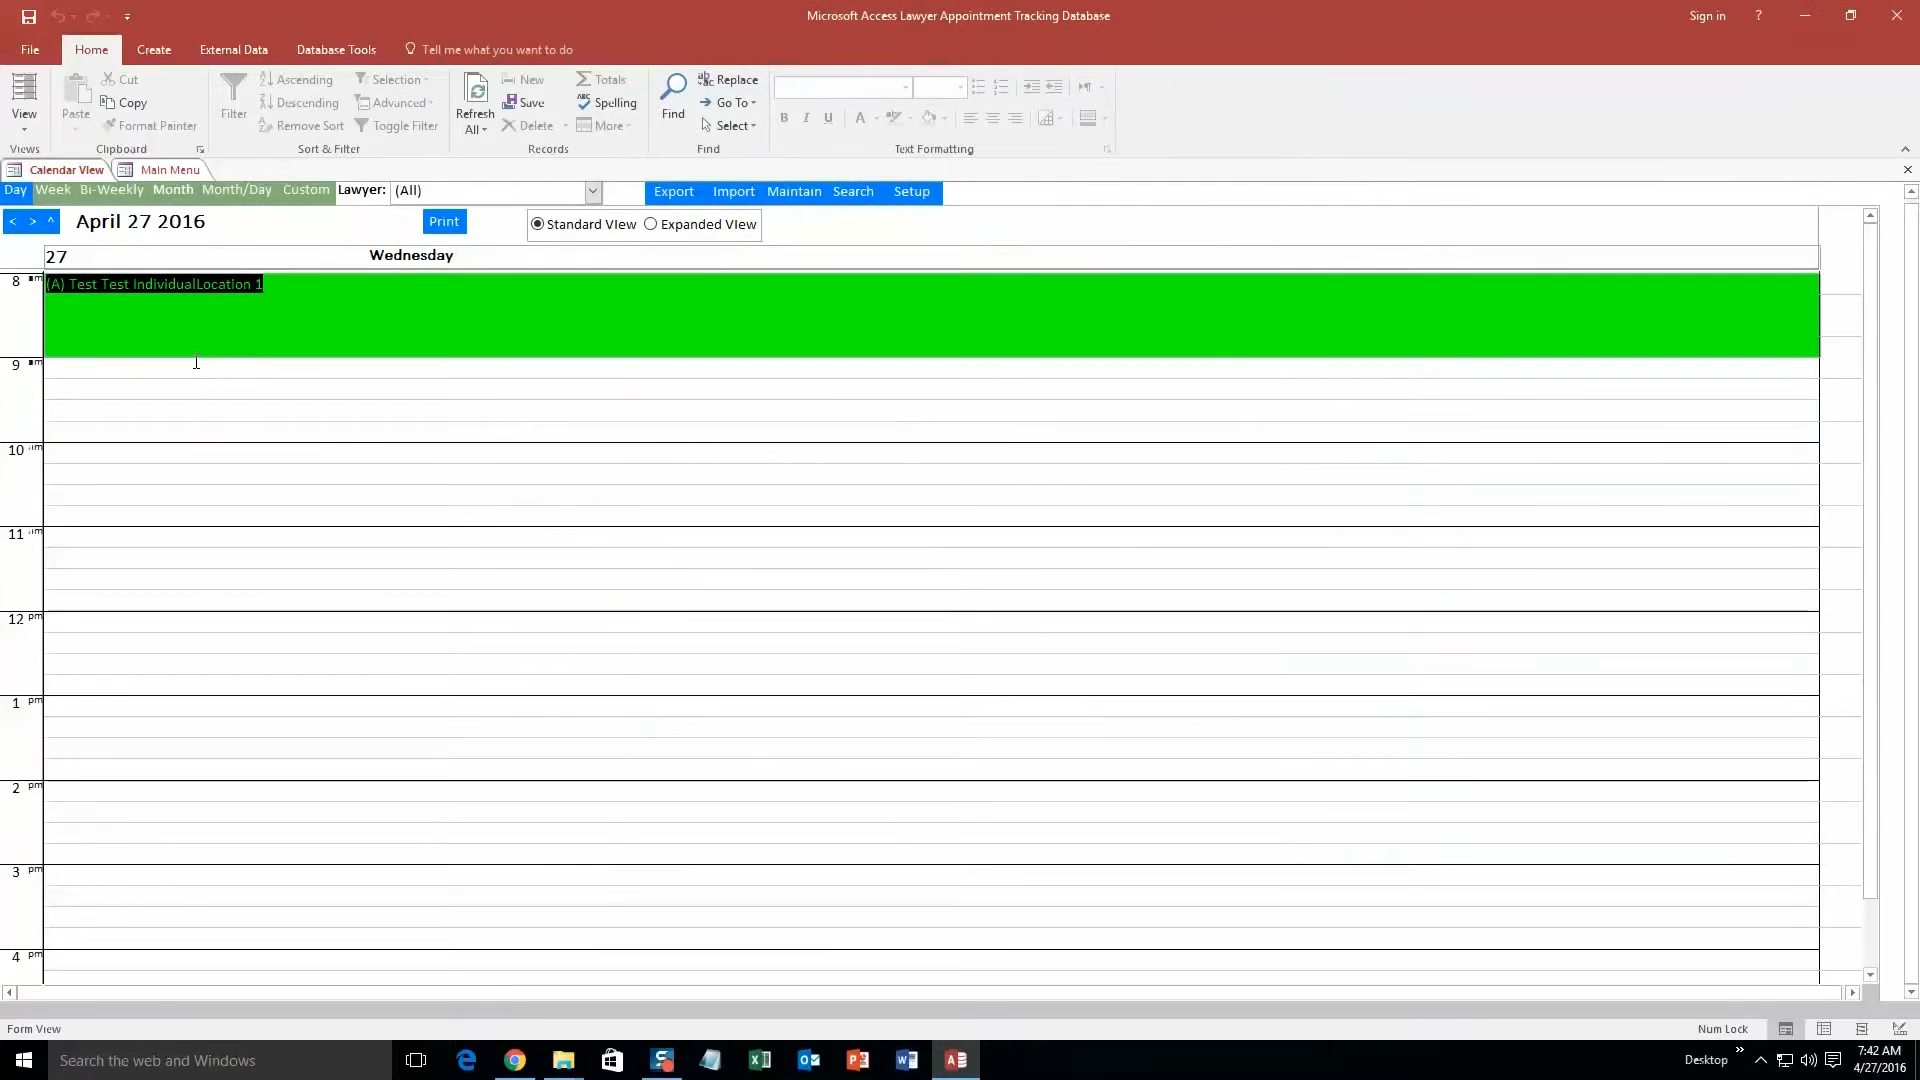 Microsoft Access Lawyer Appointment Tracking Database
Sign in ?
File Home Create External Data Database Tools Tell me what you want to do
View
Views
Paste
Cut
Copy
Format Painter
Clipboard
Filter
Ascending
Descending
Remove Sort
Selection
Advanced
Toggle Filter
Sort & Filter
Refresh All
New
Save
Delete
Totals
Spelling
More
Records
Find
Replace
Go To
Select
Find
B I U A
Text Formatting
Calendar View Main Menu
Day Week Bi-Weekly Month Month/Day Custom Lawyer: (All) Export Import Maintain Search Setup
< > ^ April 27 2016 Print Standard VIew Expanded VIew
27 Wednesday
8 am (A) Test Test IndividualLocation 1
9 am
10 am
11 am
12 pm
1 pm
2 pm
3 pm
4 pm
Form View Num Lock
Search the web and Windows Desktop 7:42 AM
4/27/2016